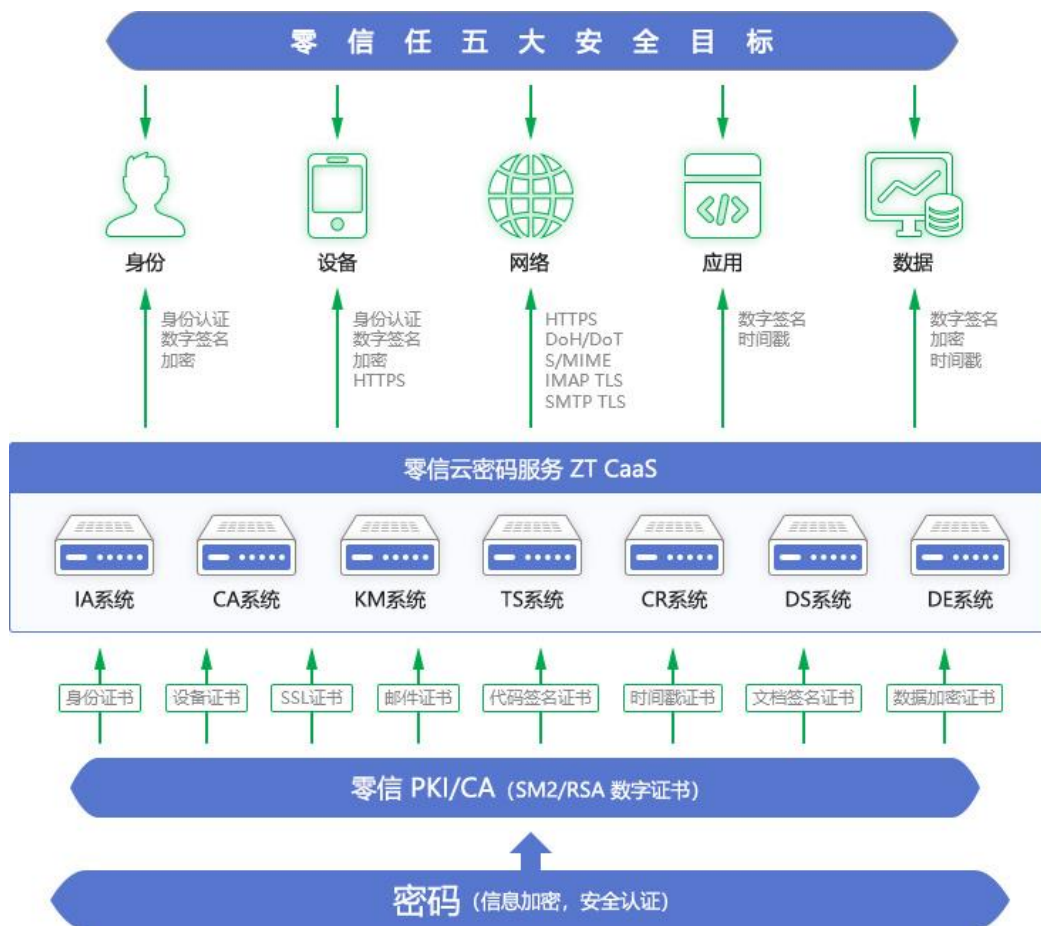 零信任五大安全目标
身份
设备
网络
应用
数据
身份认证
数字签名
加密
身份认证
数字签名
加密
HTTPS
HTTPS
DoH/DoT
S/MIME
IMAP TLS
SMTP TLS
数字签名
时间戳
数字签名
加密
时间戳
零信云密码服务 ZT CaaS
IA系统
CA系统
KM系统
TS系统
CR系统
DS系统
DE系统
身份证书
设备证书
SSL证书
邮件证书
代码签名证书
时间戳证书
文档签名证书
数据加密证书
零信 PKI/CA（SM2/RSA 数字证书）
密码（信息加密，安全认证）